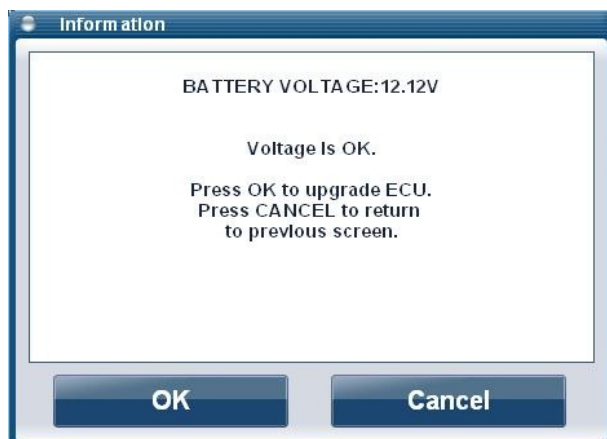 Information
BATTERY VOLTAGE:12.12V
Voltage is OK.
Press OK to upgrade ECU.
Press CANCEL to return
to previous screen.
OK
Cancel